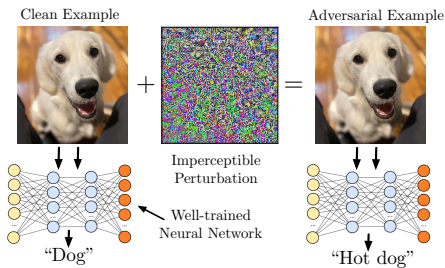 Clean Example
Adversarial Example
+
=
Imperceptible
Perturbation
Well-trained
Neural Network
...
...
...
...
...
...
...
...
“Dog”
“Hot dog”